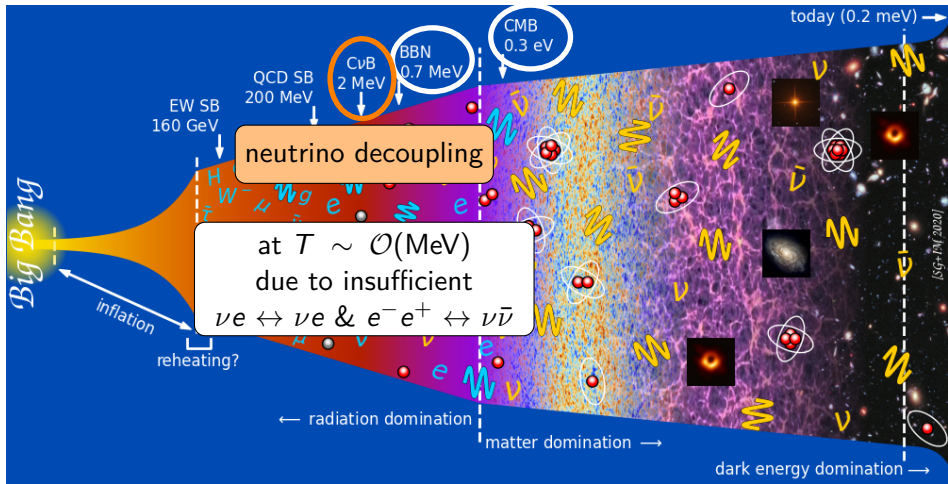 today (0.2 meV)
CMB
0.3 eV
BBN
0.7 MeV
CνB
2 MeV
QCD SB
200 MeV
EW SB
160 GeV
neutrino decoupling
H W⁻ μ W g e e
Big Bang
at T ∼ 𝒪(MeV)
due to insufficient
νe ↔ νe & e⁻e⁺ ↔ νν̄
[SG+PM 2020]
inflation
reheating?
ν̄ ν ν ν̄
ν ν̄ ν̄
μ ν ν e
e e ν ν ν ν
← radiation domination
matter domination →
dark energy domination →